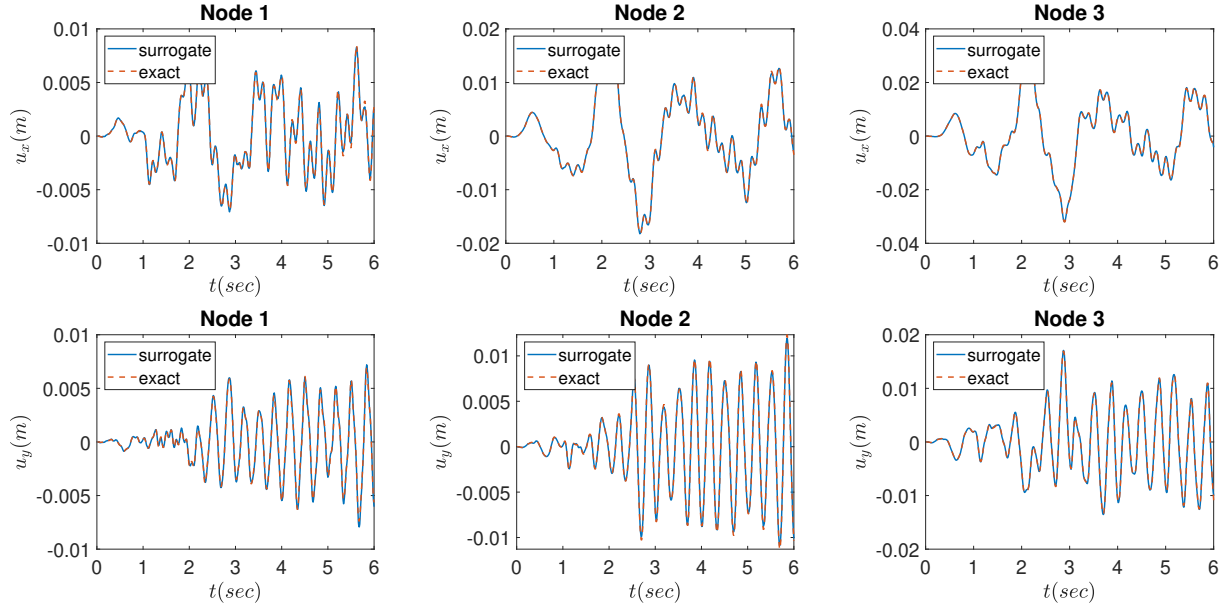 Node 1
0.01
0.005
0
-0.005
-0.01
u_x(m)
surrogate
exact
0 1 2 3 4 5 6
t(sec)
Node 2
0.02
0.01
0
-0.01
-0.02
u_x(m)
surrogate
exact
0 1 2 3 4 5 6
t(sec)
Node 3
0.04
0.02
0
-0.02
-0.04
u_x(m)
surrogate
exact
0 1 2 3 4 5 6
t(sec)
Node 1
0.01
0.005
0
-0.005
-0.01
u_y(m)
surrogate
exact
0 1 2 3 4 5 6
t(sec)
Node 2
0.01
0.005
0
-0.005
-0.01
u_y(m)
surrogate
exact
0 1 2 3 4 5 6
t(sec)
Node 3
0.02
0.01
0
-0.01
-0.02
u_y(m)
surrogate
exact
0 1 2 3 4 5 6
t(sec)